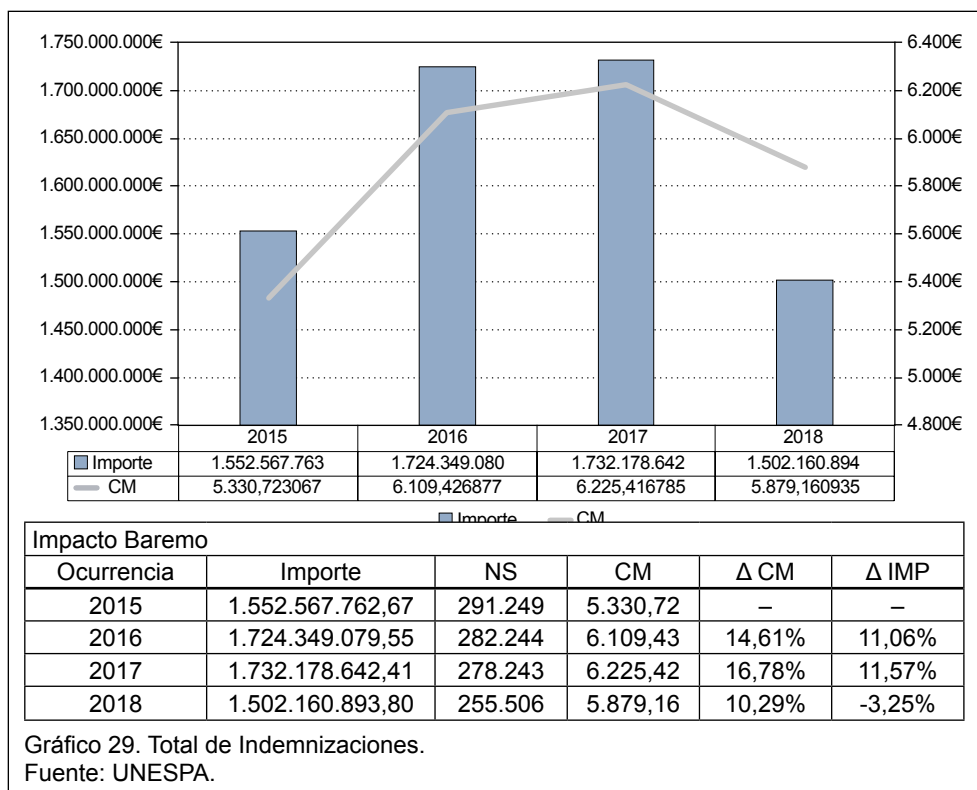 1.750.000.000€ 6.400€
1.700.000.000€ 6.200€
1.650.000.000€ 6.000€
1.600.000.000€ 5.800€
1.550.000.000€ 5.600€
1.500.000.000€ 5.400€
1.450.000.000€ 5.200€
1.400.000.000€ 5.000€
1.350.000.000€ 4.800€
2015 2016 2017 2018
Importe 1.552.567.763 1.724.349.080 1.732.178.642 1.502.160.894
CM 5.330,723067 6.109,426877 6.225,416785 5.879,160935
Importe CM
Impacto Baremo
Ocurrencia Importe NS CM Δ CM Δ IMP
2015 1.552.567.762,67 291.249 5.330,72 – –
2016 1.724.349.079,55 282.244 6.109,43 14,61% 11,06%
2017 1.732.178.642,41 278.243 6.225,42 16,78% 11,57%
2018 1.502.160.893,80 255.506 5.879,16 10,29% -3,25%
Gráfico 29. Total de Indemnizaciones.
Fuente: UNESPA.